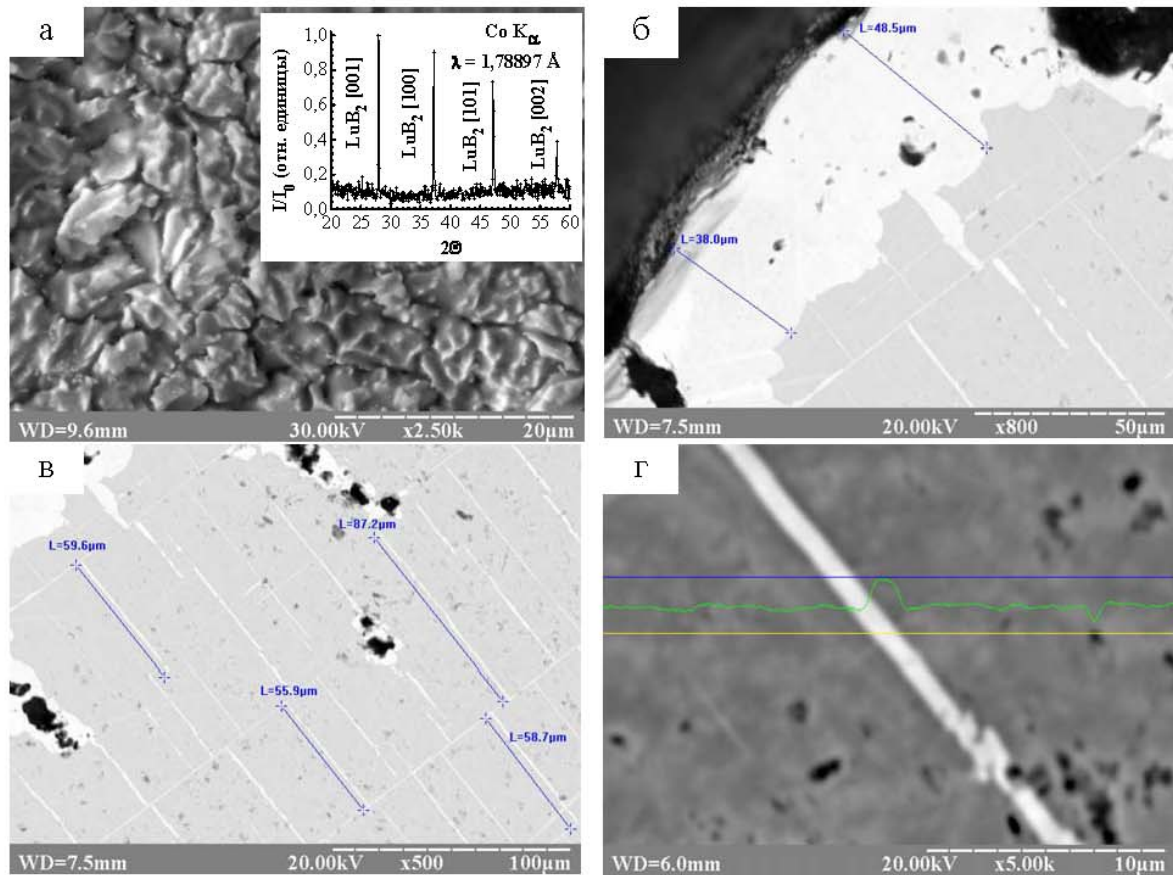 а
Co Kα
λ = 1,78897 Å
I/I0 (отн. единицы)
1,0
0,8
0,6
0,4
0,2
0,0
LuB2 [001]
LuB2 [100]
LuB2 [101]
LuB2 [002]
20 25 30 35 40 45 50 55 60
2Θ
WD=9.6mm 30.00kV x2.50k 20μm
б
L=48.5μm
L=38.0μm
WD=7.5mm 20.00kV x800 50μm
в
L=87.2μm
L=59.6μm
L=55.9μm
L=58.7μm
WD=7.5mm 20.00kV x500 100μm
г
WD=6.0mm 20.00kV x5.00k 10μm